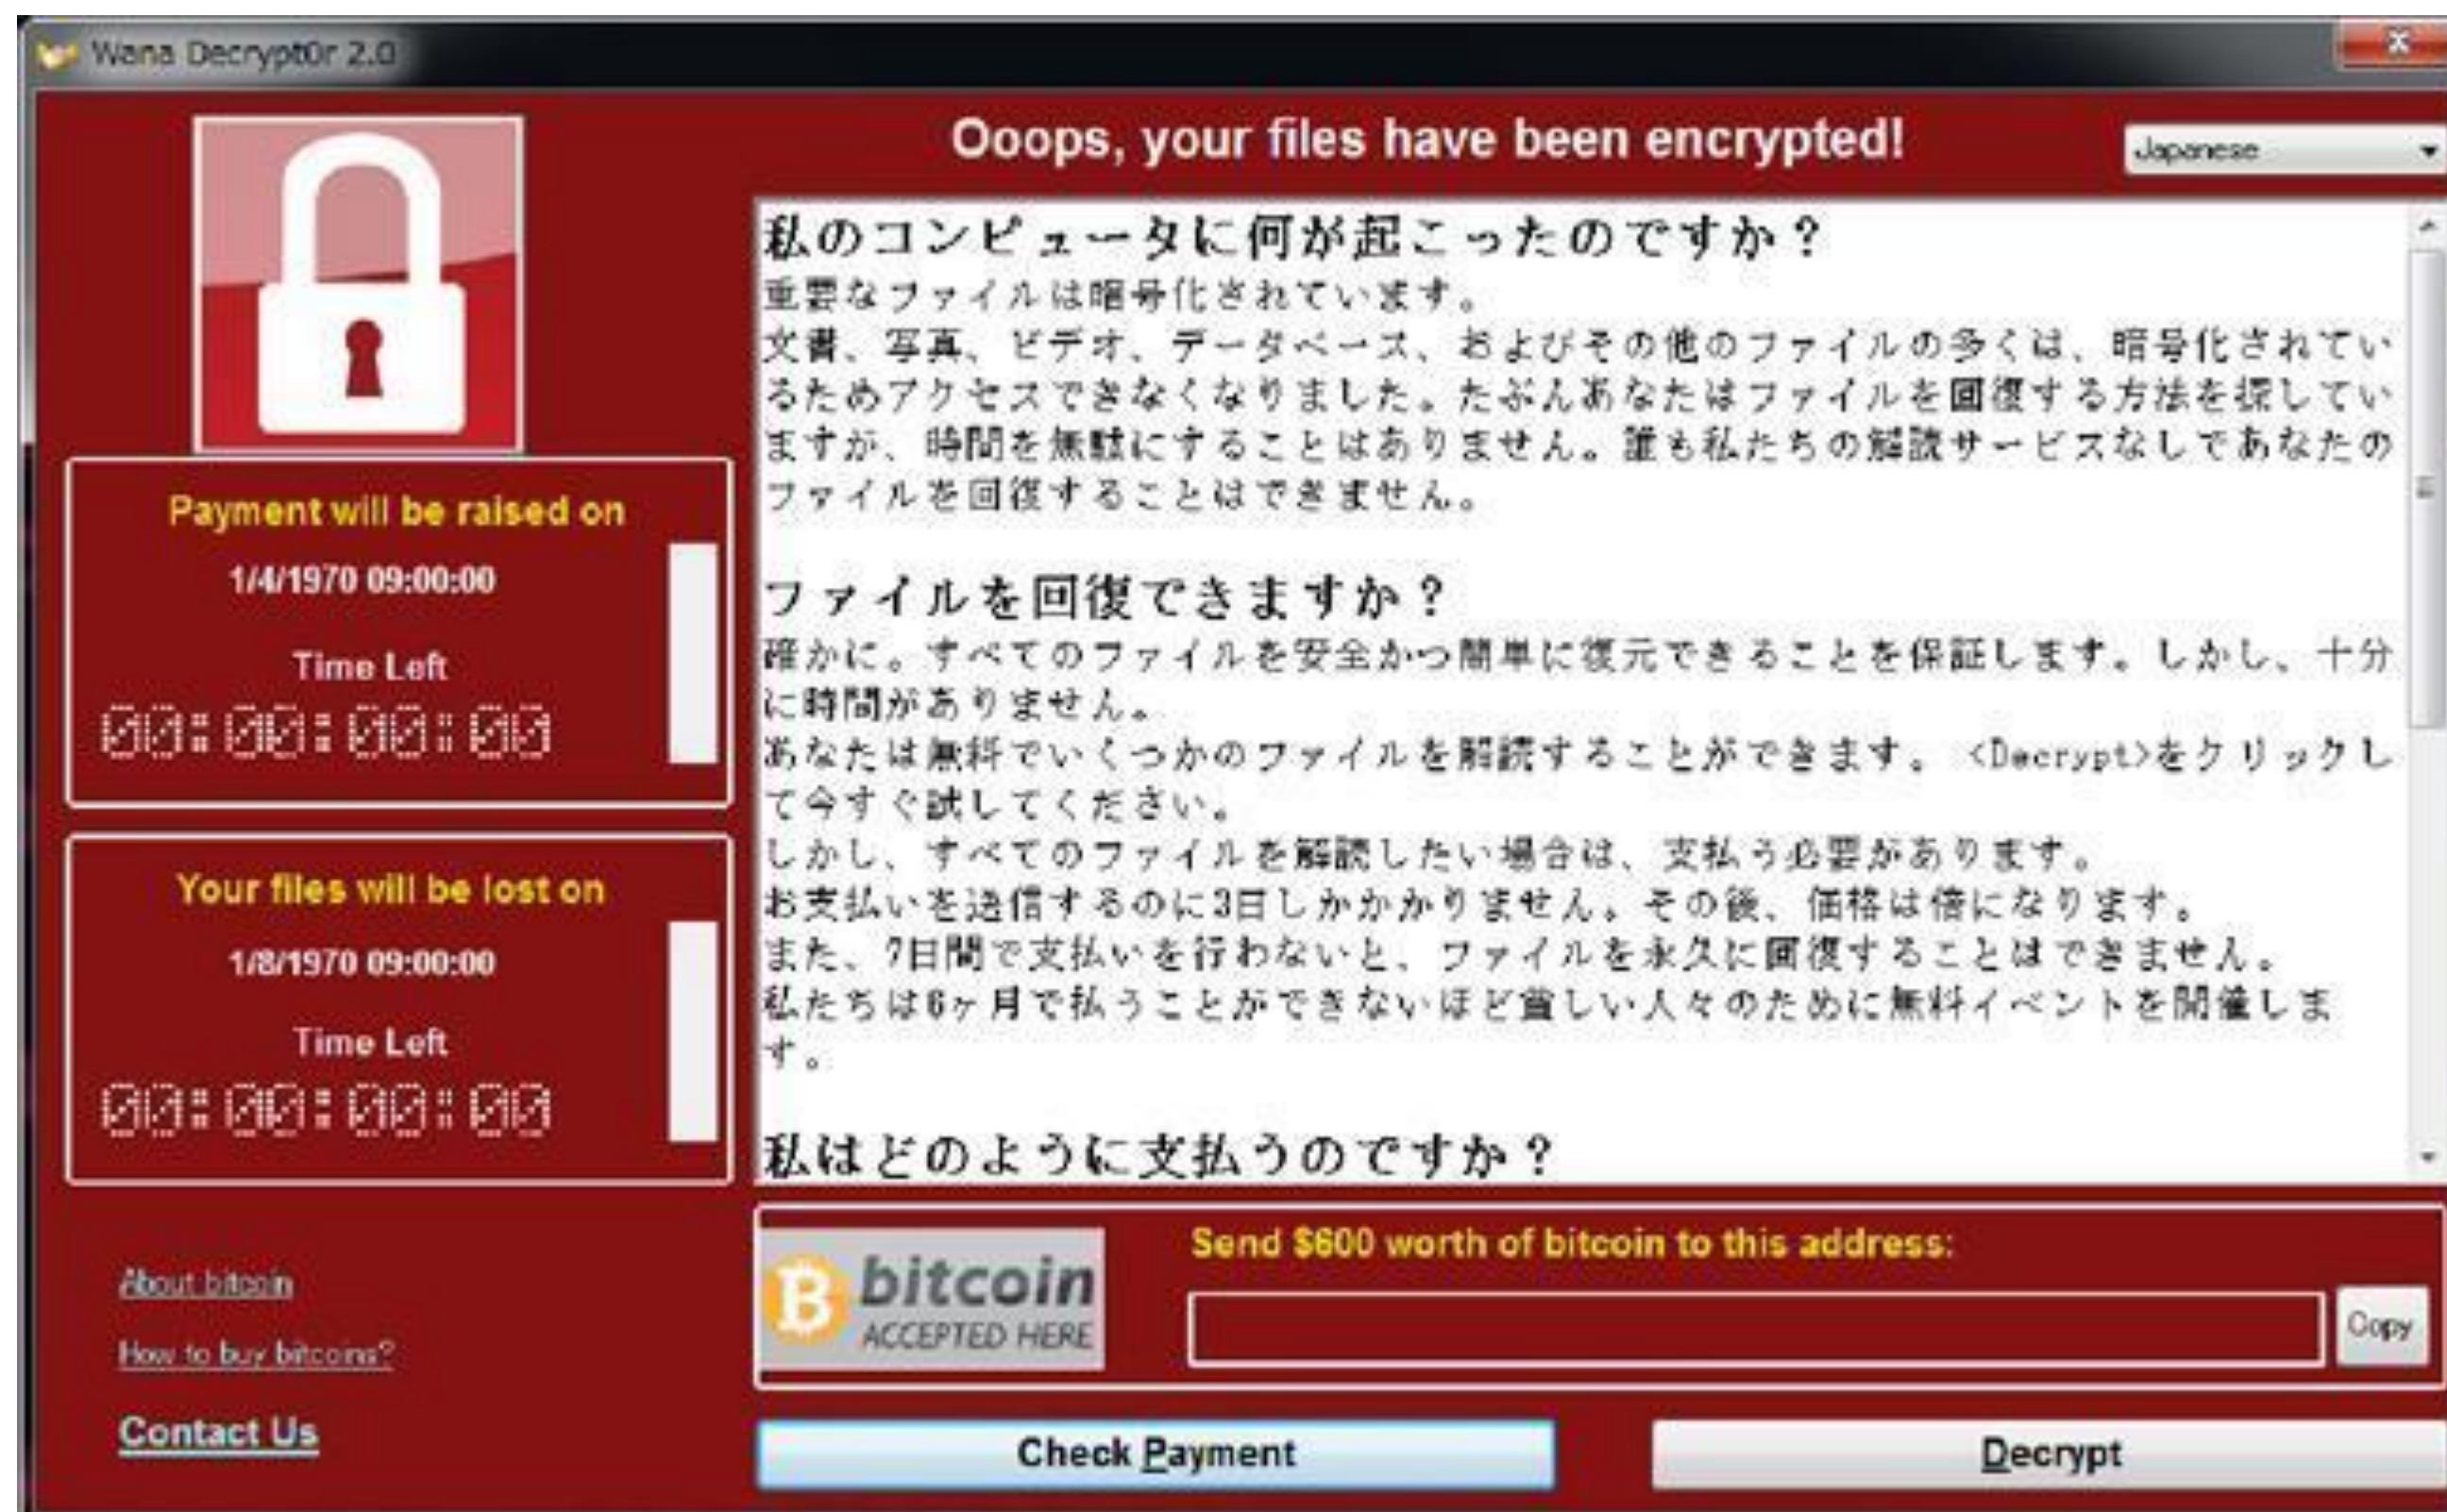 Wana Decrypt0r 2.0
Ooops, your files have been encrypted!
Japanese
Payment will be raised on
1/4/1970 09:00:00
Time Left
00:00:00:00
Your files will be lost on
1/8/1970 09:00:00
Time Left
00:00:00:00
About bitcoin
How to buy bitcoins?
Contact Us
私のコンピュータに何が起こったのですか？
重要なファイルは暗号化されています。
文書、写真、ビデオ、データベース、およびその他のファイルの多くは、暗号化されてい
るためアクセスできなくなりました。たぶんあなたはファイルを回復する方法を探してい
ますが、時間を無駄にすることはありません。誰も私たちの解読サービスなしであなたの
ファイルを回復することはできません。
ファイルを回復できますか？
確かに。すべてのファイルを安全かつ簡単に復元できることを保証します。しかし、十分
に時間がありません。
あなたは無料でいくつかのファイルを解読することができます。 <Decrypt>をクリックし
て今すぐ試してください。
しかし、すべてのファイルを解読したい場合は、支払う必要があります。
お支払いを送信するのに3日しかかかりません。その後、価格は倍になります。
また、7日間で支払いを行わないと、ファイルを永久に回復することはできません。
私たちは6ヶ月で払うことができないほど貧しい人々のために無料イベントを開催しま
す。
私はどのように支払うのですか？
bitcoin
ACCEPTED HERE
Send $600 worth of bitcoin to this address:
Copy
Check Payment
Decrypt